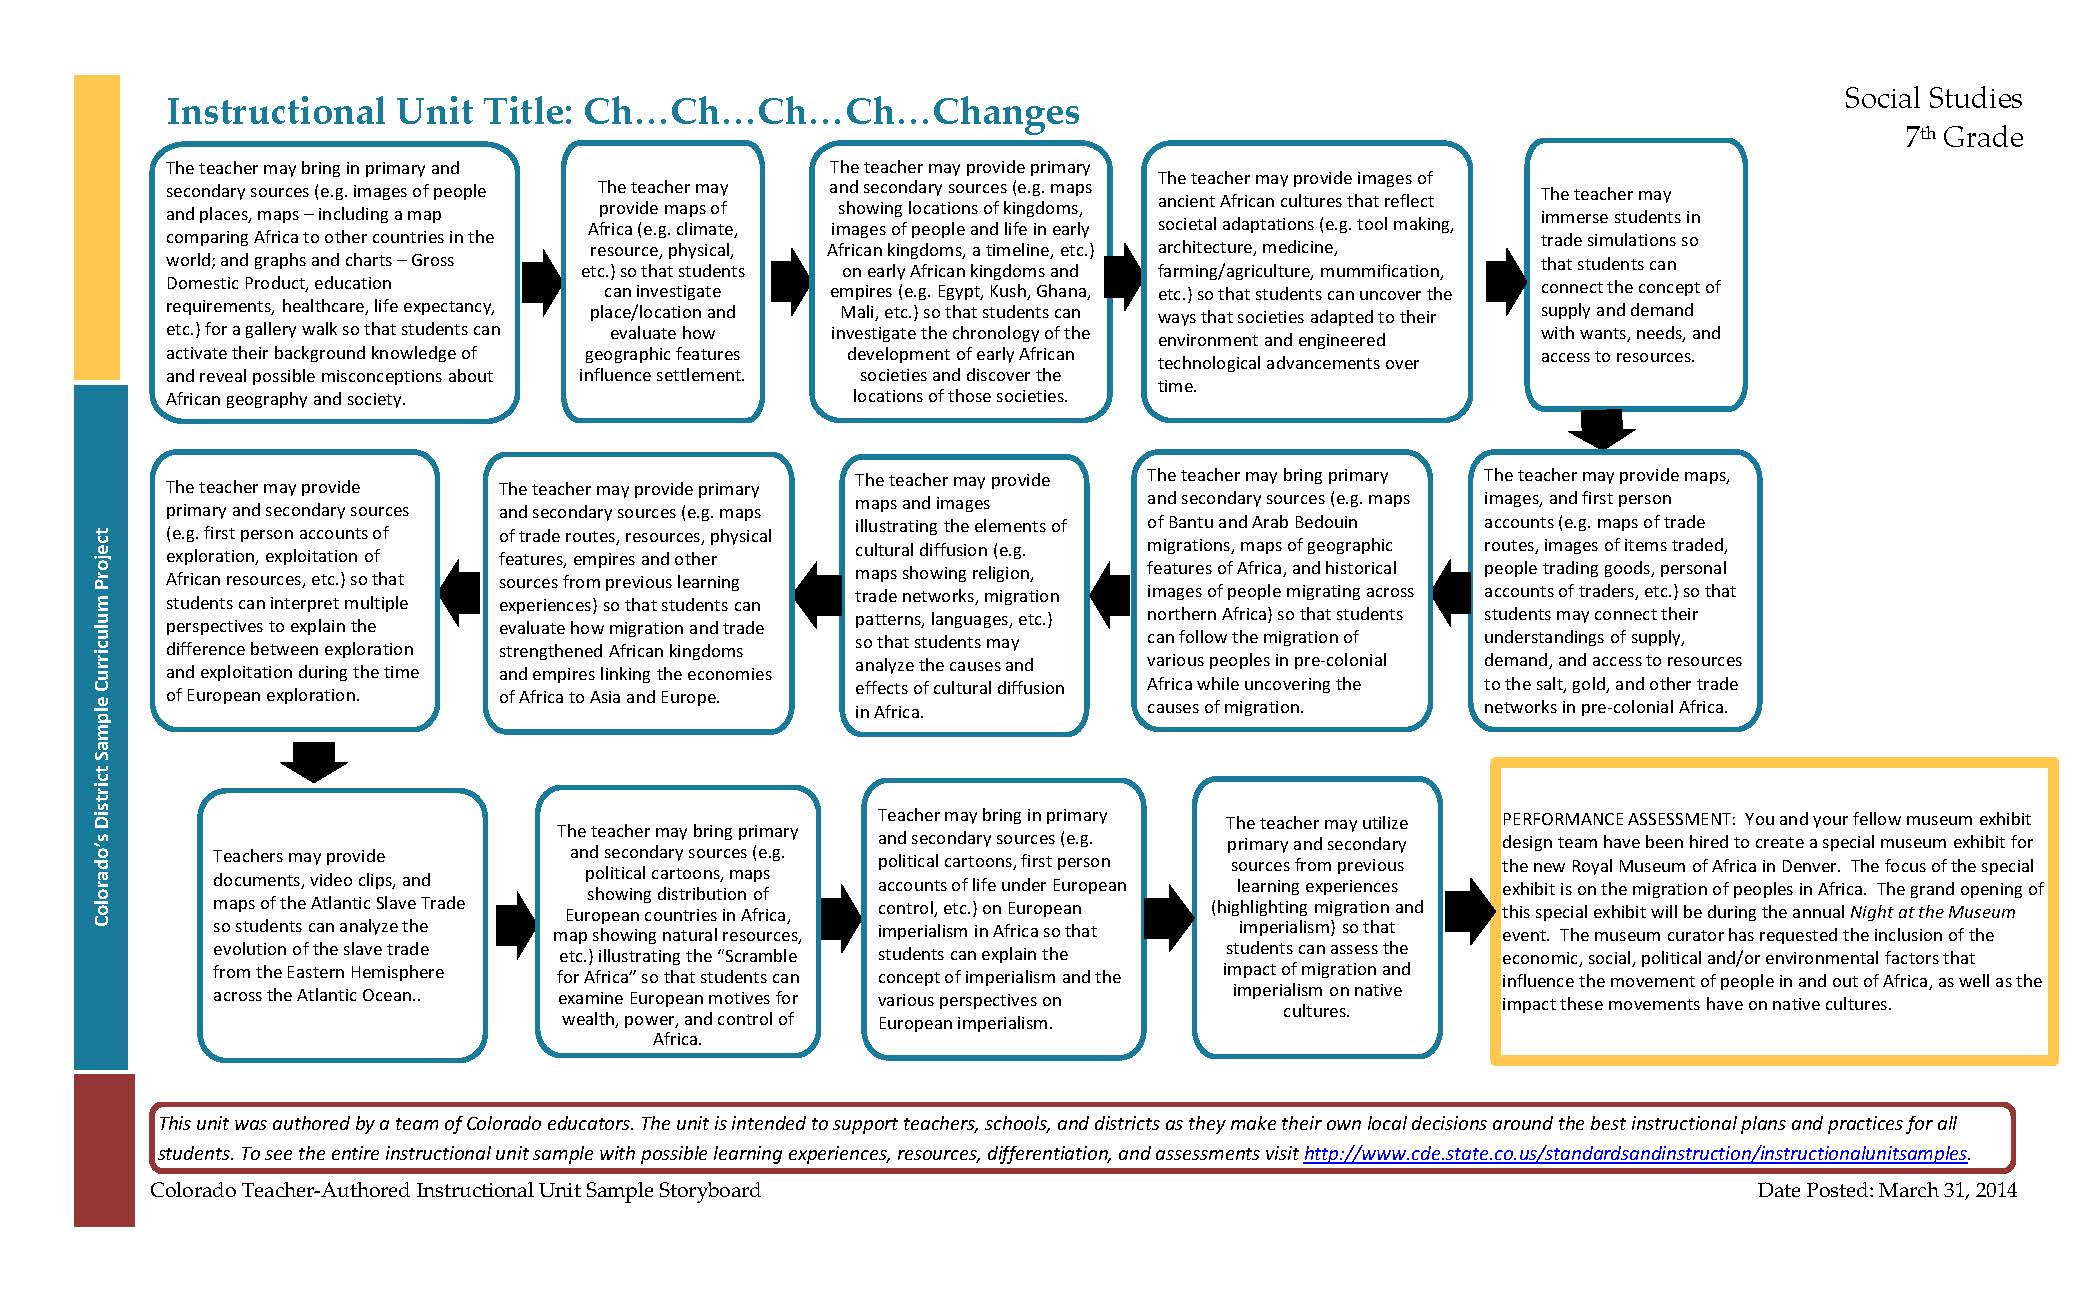 Instructional Unit Title: Ch…Ch…Ch…Ch…Changes
Social Studies
7th Grade
The teacher may bring in primary and
secondary sources (e.g. images of people
and places, maps – including a map
comparing Africa to other countries in the
world; and graphs and charts – Gross
Domestic Product, education
requirements, healthcare, life expectancy,
etc.) for a gallery walk so that students can
activate their background knowledge of
and reveal possible misconceptions about
African geography and society.
The teacher may
provide maps of
Africa (e.g. climate,
resource, physical,
etc.) so that students
can investigate
place/location and
evaluate how
geographic features
influence settlement.
The teacher may provide primary
and secondary sources (e.g. maps
showing locations of kingdoms,
images of people and life in early
African kingdoms, a timeline, etc.)
on early African kingdoms and
empires (e.g. Egypt, Kush, Ghana,
Mali, etc.) so that students can
investigate the chronology of the
development of early African
societies and discover the
locations of those societies.
The teacher may provide images of
ancient African cultures that reflect
societal adaptations (e.g. tool making,
architecture, medicine,
farming/agriculture, mummification,
etc.) so that students can uncover the
ways that societies adapted to their
environment and engineered
technological advancements over
time.
The teacher may
immerse students in
trade simulations so
that students can
connect the concept of
supply and demand
with wants, needs, and
access to resources.
The teacher may provide maps,
images, and first person
accounts (e.g. maps of trade
routes, images of items traded,
people trading goods, personal
accounts of traders, etc.) so that
students may connect their
understandings of supply,
demand, and access to resources
to the salt, gold, and other trade
networks in pre-colonial Africa.
The teacher may bring primary
and secondary sources (e.g. maps
of Bantu and Arab Bedouin
migrations, maps of geographic
features of Africa, and historical
images of people migrating across
northern Africa) so that students
can follow the migration of
various peoples in pre-colonial
Africa while uncovering the
causes of migration.
The teacher may provide
maps and images
illustrating the elements of
cultural diffusion (e.g.
maps showing religion,
trade networks, migration
patterns, languages, etc.)
so that students may
analyze the causes and
effects of cultural diffusion
in Africa.
The teacher may provide primary
and secondary sources (e.g. maps
of trade routes, resources, physical
features, empires and other
sources from previous learning
experiences) so that students can
evaluate how migration and trade
strengthened African kingdoms
and empires linking the economies
of Africa to Asia and Europe.
The teacher may provide
primary and secondary sources
(e.g. first person accounts of
exploration, exploitation of
African resources, etc.) so that
students can interpret multiple
perspectives to explain the
difference between exploration
and exploitation during the time
of European exploration.
Teachers may provide
documents, video clips, and
maps of the Atlantic Slave Trade
so students can analyze the
evolution of the slave trade
from the Eastern Hemisphere
across the Atlantic Ocean..
The teacher may bring primary
and secondary sources (e.g.
political cartoons, maps
showing distribution of
European countries in Africa,
map showing natural resources,
etc.) illustrating the “Scramble
for Africa” so that students can
examine European motives for
wealth, power, and control of
Africa.
Teacher may bring in primary
and secondary sources (e.g.
political cartoons, first person
accounts of life under European
control, etc.) on European
imperialism in Africa so that
students can explain the
concept of imperialism and the
various perspectives on
European imperialism.
The teacher may utilize
primary and secondary
sources from previous
learning experiences
(highlighting migration and
imperialism) so that
students can assess the
impact of migration and
imperialism on native
cultures.
PERFORMANCE ASSESSMENT: You and your fellow museum exhibit
design team have been hired to create a special museum exhibit for
the new Royal Museum of Africa in Denver. The focus of the special
exhibit is on the migration of peoples in Africa. The grand opening of
this special exhibit will be during the annual Night at the Museum
event. The museum curator has requested the inclusion of the
economic, social, political and/or environmental factors that
influence the movement of people in and out of Africa, as well as the
impact these movements have on native cultures.
Colorado’s District Sample Curriculum Project
This unit was authored by a team of Colorado educators. The unit is intended to support teachers, schools, and districts as they make their own local decisions around the best instructional plans and practices for all
students. To see the entire instructional unit sample with possible learning experiences, resources, differentiation, and assessments visit http://www.cde.state.co.us/standardsandinstruction/instructionalunitsamples.
Colorado Teacher-Authored Instructional Unit Sample Storyboard
Date Posted: March 31, 2014